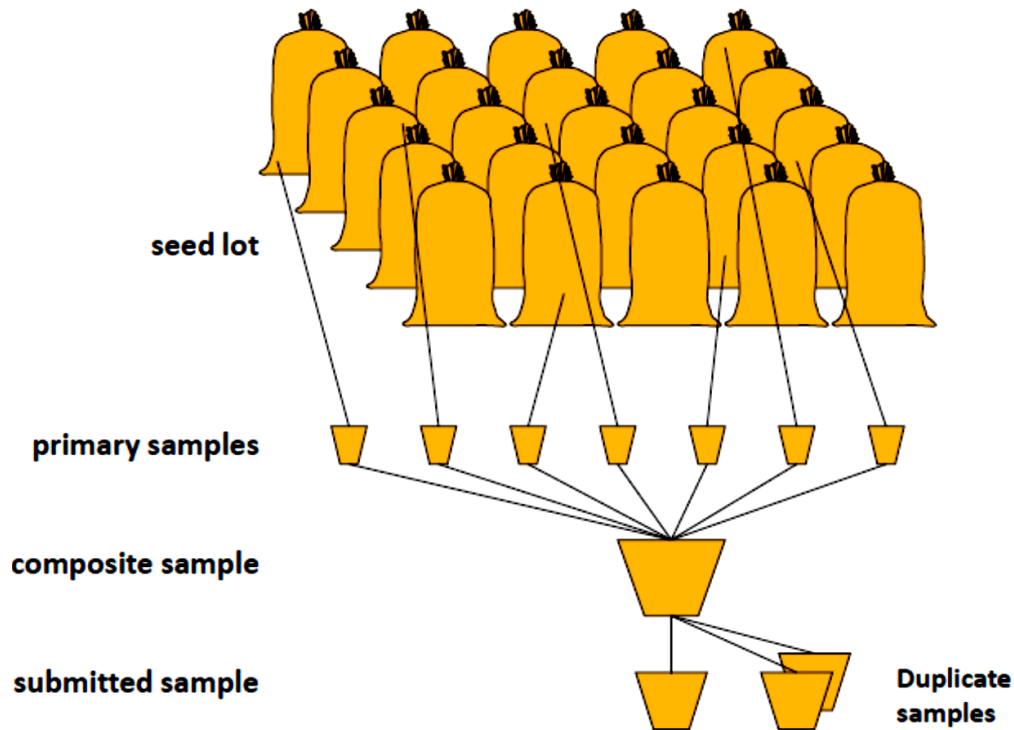 seed lot
primary samples
composite sample
submitted sample
Duplicate
samples